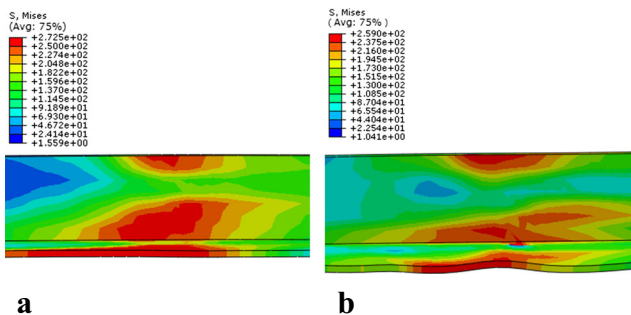 S, Mises
(Avg: 75%)
+2.725e+02
+2.500e+02
+2.274e+02
+2.048e+02
+1.822e+02
+1.596e+02
+1.370e+02
+1.145e+02
+9.189e+01
+6.930e+01
+4.672e+01
+2.414e+01
+1.559e+00
S, Mises
( Avg: 75%)
+2.590e+02
+2.375e+02
+2.160e+02
+1.945e+02
+1.730e+02
+1.515e+02
+1.300e+02
+1.085e+02
+8.704e+01
+6.554e+01
+4.404e+01
+2.254e+01
+1.041e+00
a
b